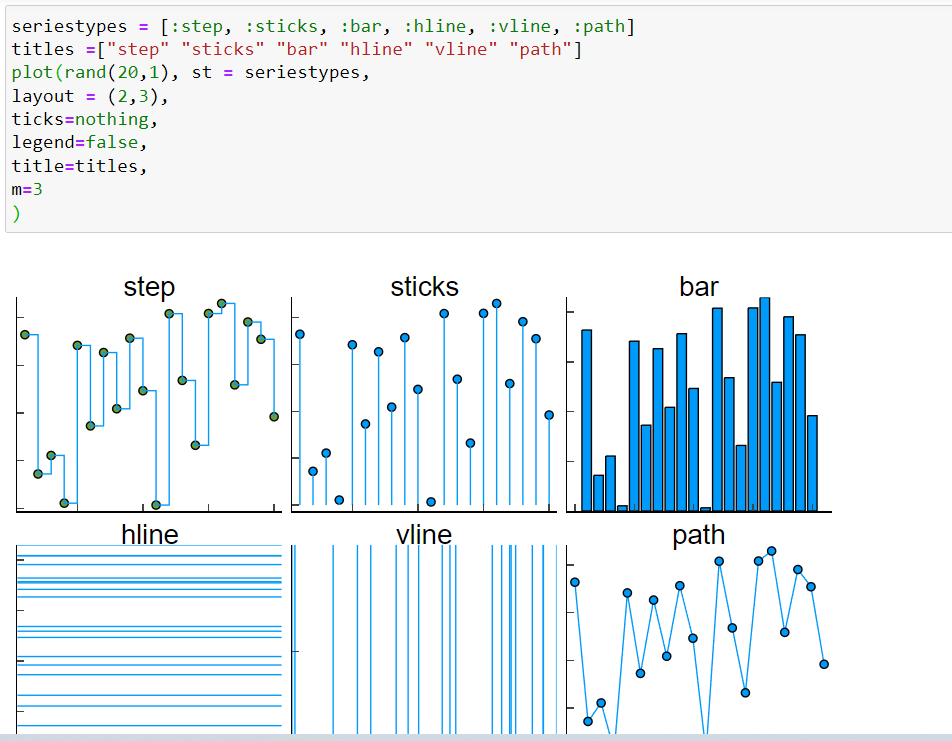 seriestypes = [:step, :sticks, :bar, :hline, :vline, :path]
titles =["step" "sticks" "bar" "hline" "vline" "path"]
plot(rand(20,1), st = seriestypes,
layout = (2,3),
ticks=nothing,
legend=false,
title=titles,
m=3
)
step sticks bar
hline vline path